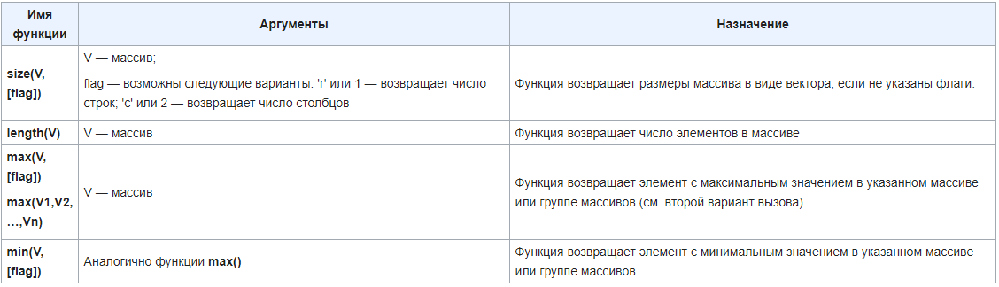 Имя
функции
Аргументы
Назначение
size(V,
[flag])
V — массив;
flag — возможны следующие варианты: 'r' или 1 — возвращает число
строк; 'c' или 2 — возвращает число столбцов
Функция возвращает размеры массива в виде вектора, если не указаны флаги.
length(V)
V — массив
Функция возвращает число элементов в массиве
max(V,
[flag])
max(V1,V2,
…,Vn)
V — массив
Функция возвращает элемент с максимальным значением в указанном массиве
или группе массивов (см. второй вариант вызова).
min(V,
[flag])
Аналогично функции max()
Функция возвращает элемент с минимальным значением в указанном массиве
или группе массивов.